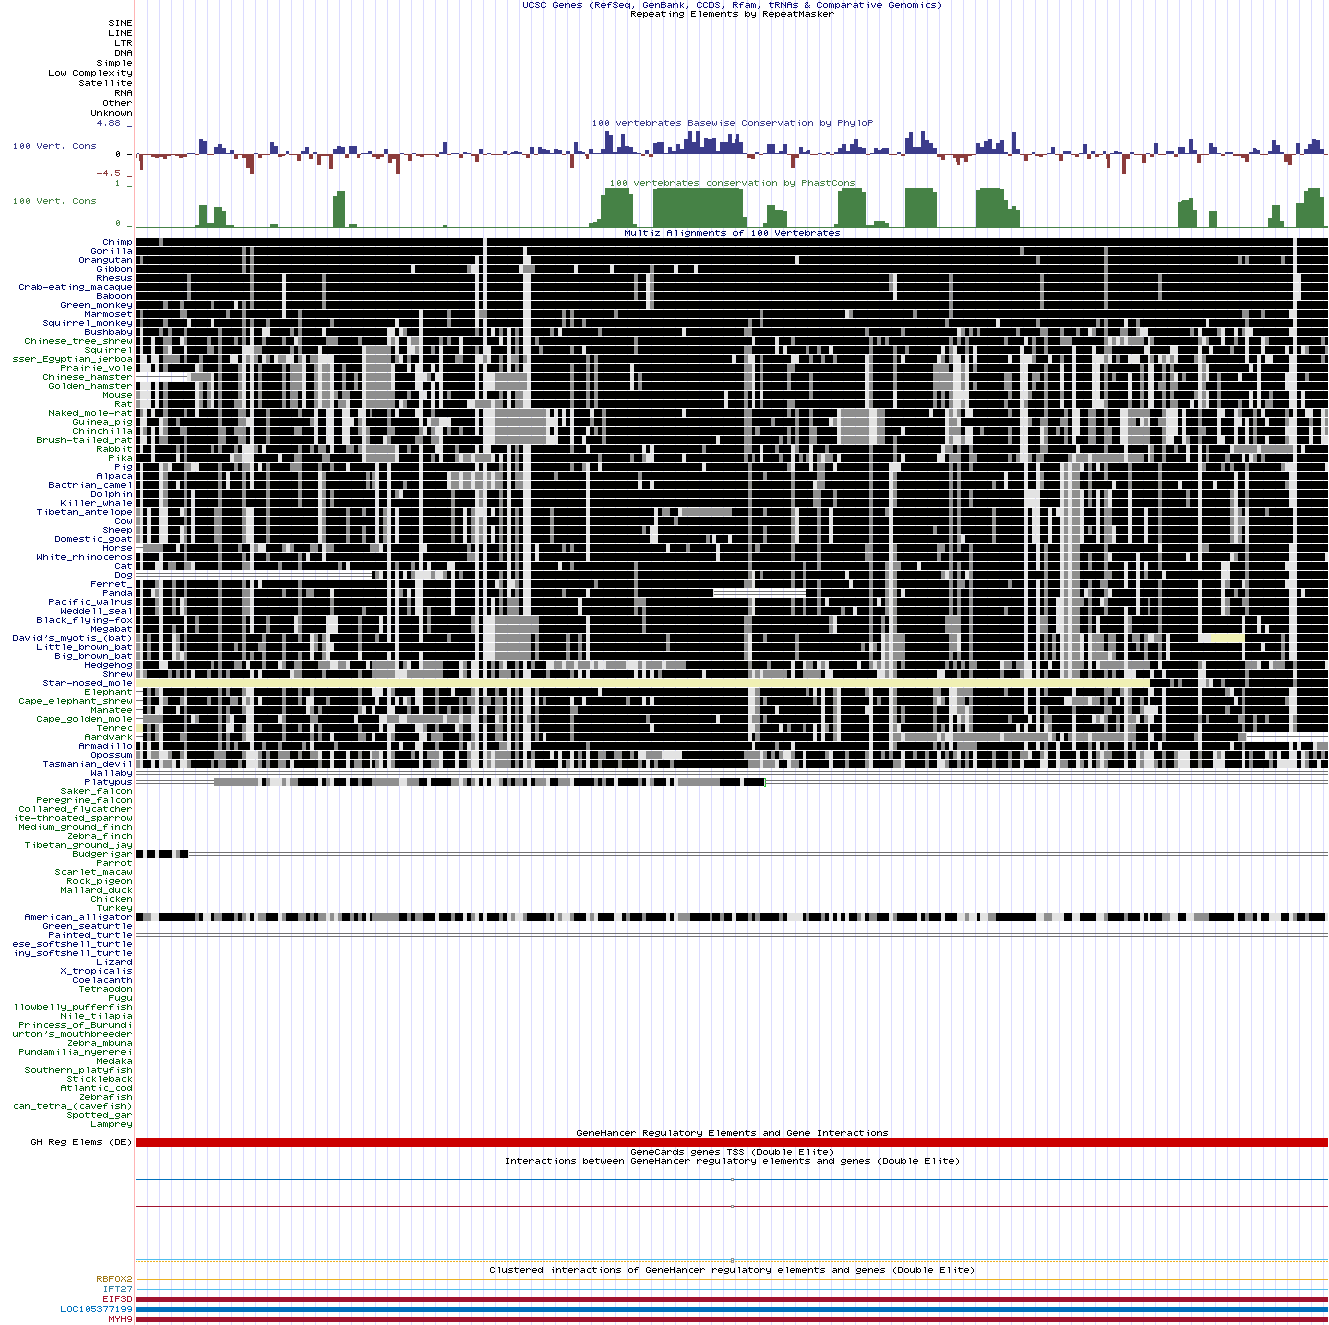 UCSC Genes (RefSeq, GenBank, CCDS, Rfam, tRNAs & Comparative Genomics)
Repeating Elements by RepeatMasker
SINE
LINE
LTR
DNA
Simple
Low Complexity
Satellite
RNA
Other
Unknown
4.88 _
100 vertebrates Basewise Conservation by PhyloP
100 Vert. Cons
0 -
-4.5 _
1 _
100 vertebrates conservation by PhastCons
100 Vert. Cons
0 _
Multiz Alignments of 100 Vertebrates
Chimp
Gorilla
Orangutan
Gibbon
Rhesus
Crab-eating_macaque
Baboon
Green_monkey
Marmoset
Squirrel_monkey
Bushbaby
Chinese_tree_shrew
Squirrel
sser_Egyptian_jerboa
Prairie_vole
Chinese_hamster
Golden_hamster
Mouse
Rat
Naked_mole-rat
Guinea_pig
Chinchilla
Brush-tailed_rat
Rabbit
Pika
Pig
Alpaca
Bactrian_camel
Dolphin
Killer_whale
Tibetan_antelope
Cow
Sheep
Domestic_goat
Horse
White_rhinoceros
Cat
Dog
Ferret_
Panda
Pacific_walrus
Weddell_seal
Black_flying-fox
Megabat
David's_myotis_(bat)
Little_brown_bat
Big_brown_bat
Hedgehog
Shrew
Star-nosed_mole
Elephant
Cape_elephant_shrew
Manatee
Cape_golden_mole
Tenrec
Aardvark
Armadillo
Opossum
Tasmanian_devil
Wallaby
Platypus
Saker_falcon
Peregrine_falcon
Collared_flycatcher
ite-throated_sparrow
Medium_ground_finch
Zebra_finch
Tibetan_ground_jay
Budgerigar
Parrot
Scarlet_macaw
Rock_pigeon
Mallard_duck
Chicken
Turkey
American_alligator
Green_seaturtle
Painted_turtle
ese_softshell_turtle
iny_softshell_turtle
Lizard
X_tropicalis
Coelacanth
Tetraodon
Fugu
llowbelly_pufferfish
Nile_tilapia
Princess_of_Burundi
urton's_mouthbreeder
Zebra_mbuna
Pundamilia_nyererei
Medaka
Southern_platyfish
Stickleback
Atlantic_cod
Zebrafish
can_tetra_(cavefish)
Spotted_gar
Lamprey
GeneHancer Regulatory Elements and Gene Interactions
GH Reg Elems (DE)
GeneCards genes TSS (Double Elite)
Interactions between GeneHancer regulatory elements and genes (Double Elite)
Clustered interactions of GeneHancer regulatory elements and genes (Double Elite)
RBFOX2
IFT27
EIF3D
LOC105377199
MYH9